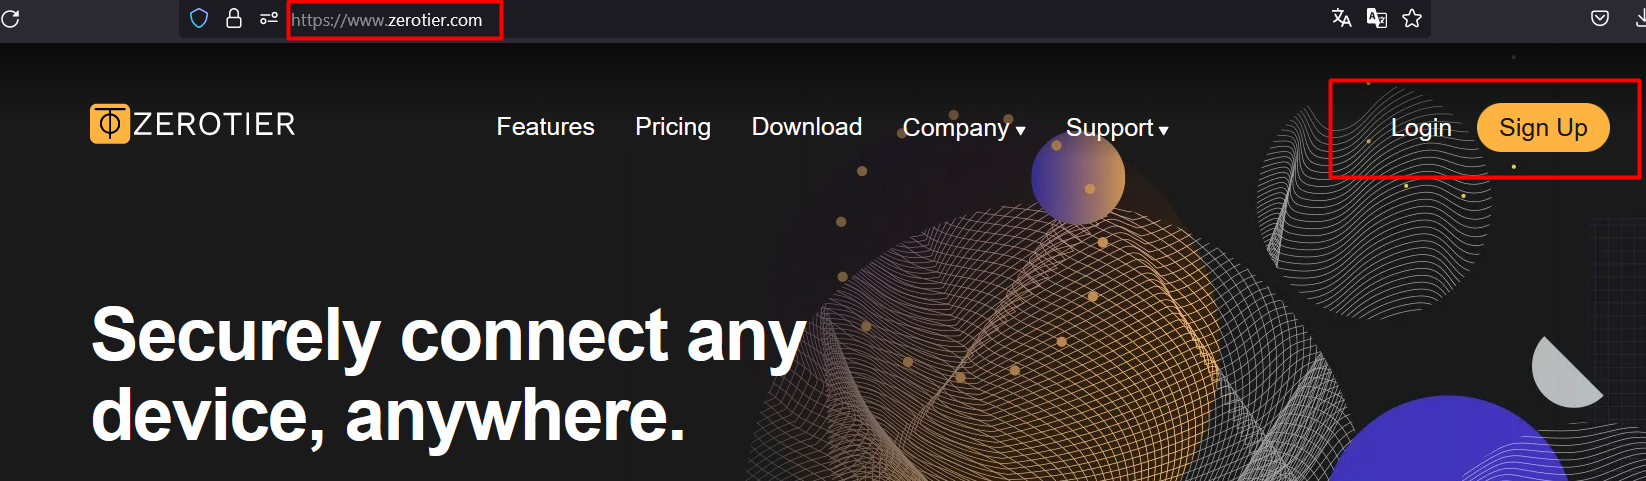 https://www.zerotier.com
ZEROTIER
Features Pricing Download Company ▾ Support ▾ Login Sign Up
Securely connect any
device, anywhere.